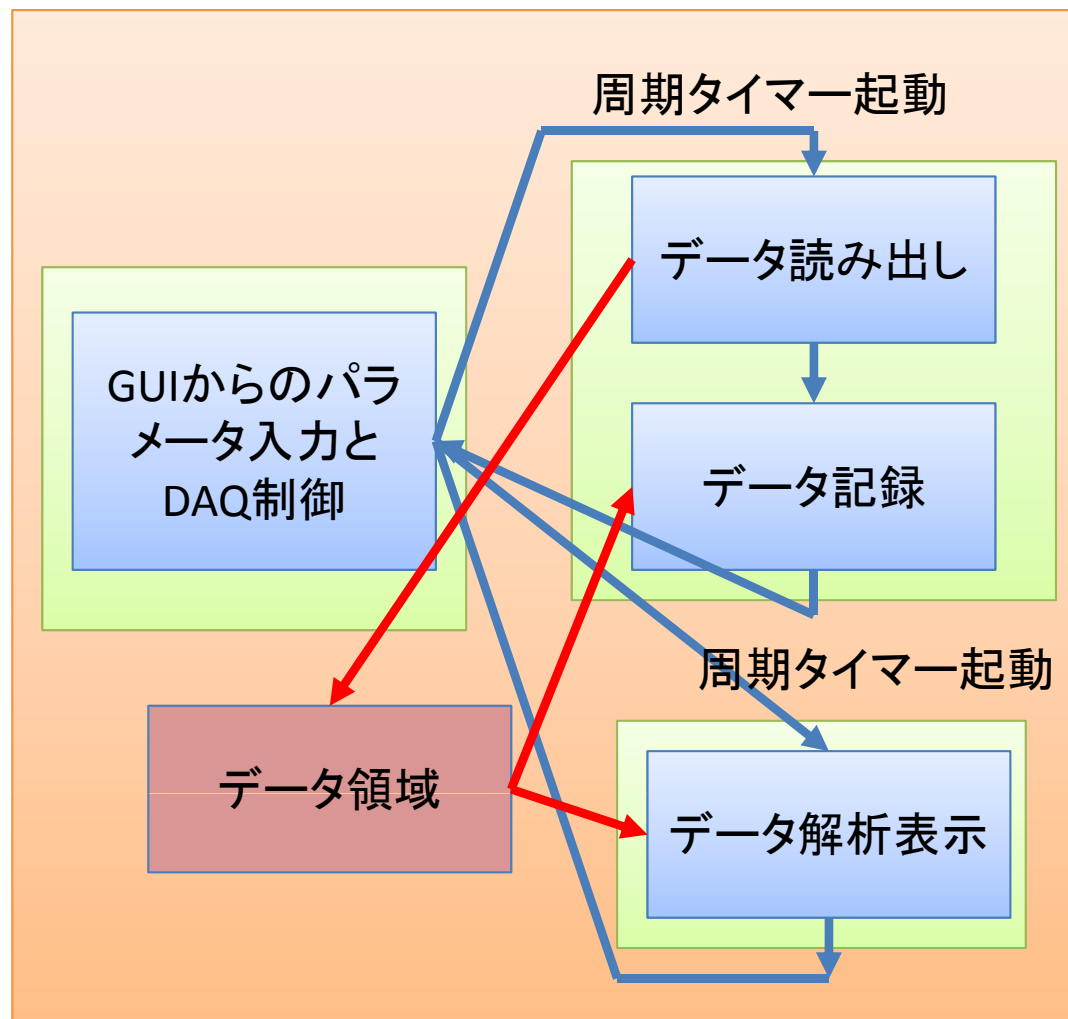 周期タイマー起動
データ読み出し
GUIからのパラ
メータ入力と
DAQ制御
データ記録
周期タイマー起動
データ領域
データ解析表示